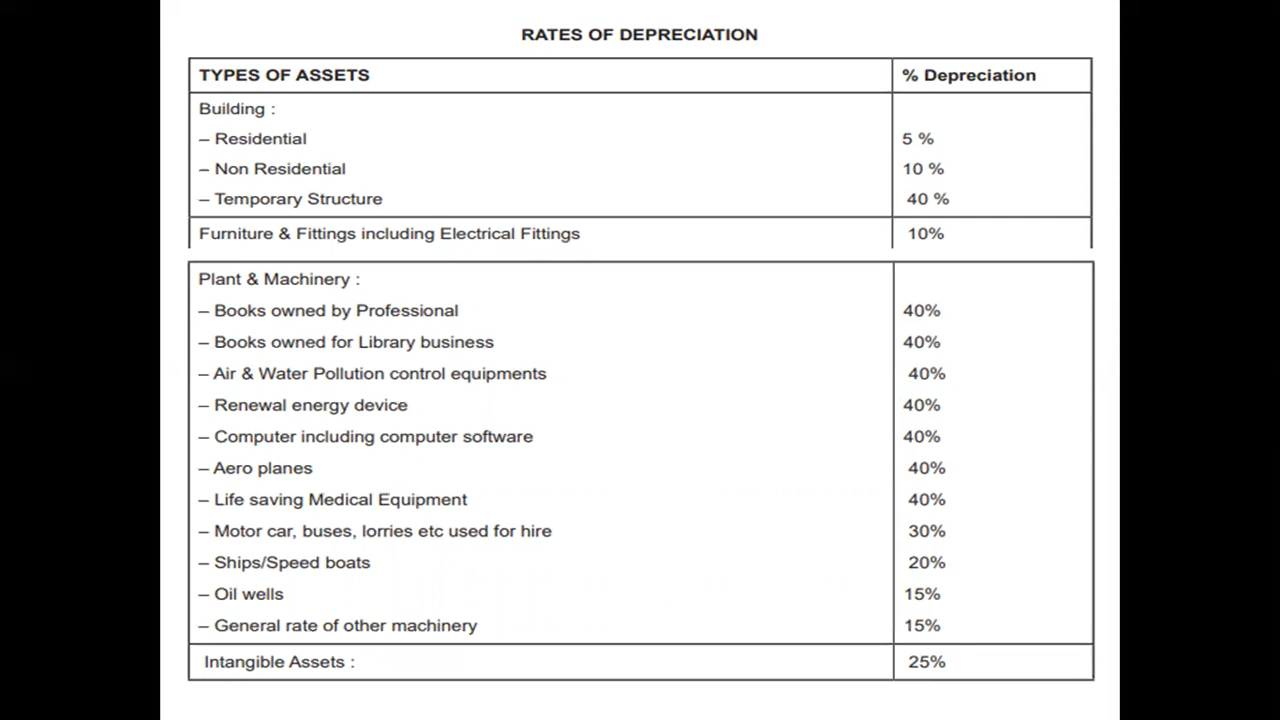 RATES OF DEPRECIATION
TYPES OF ASSETS % Depreciation
Building :
– Residential 5 %
– Non Residential 10 %
– Temporary Structure 40 %
Furniture & Fittings including Electrical Fittings 10%
Plant & Machinery :
– Books owned by Professional 40%
– Books owned for Library business 40%
– Air & Water Pollution control equipments 40%
– Renewal energy device 40%
– Computer including computer software 40%
– Aero planes 40%
– Life saving Medical Equipment 40%
– Motor car, buses, lorries etc used for hire 30%
– Ships/Speed boats 20%
– Oil wells 15%
– General rate of other machinery 15%
Intangible Assets : 25%